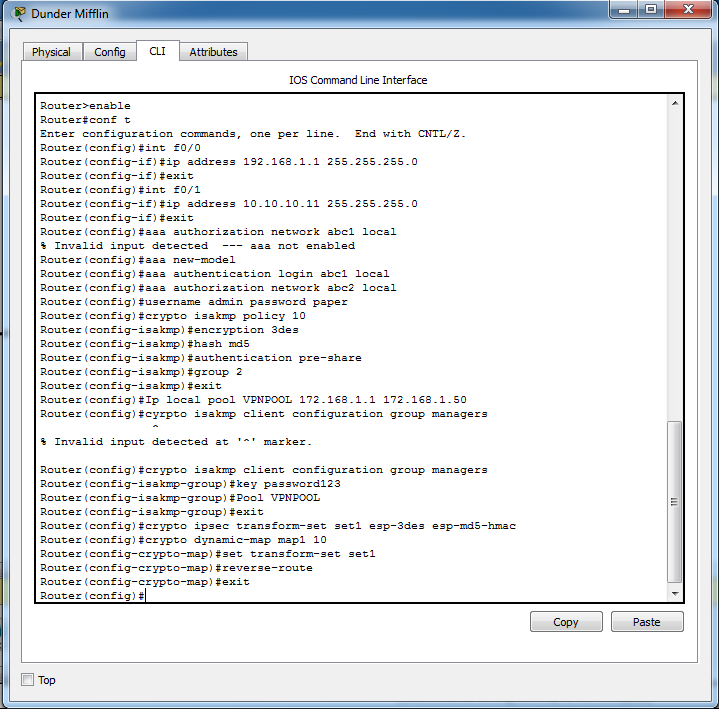 Dunder Mifflin
Physical Config CLI Attributes
IOS Command Line Interface
Router>enable
Router#conf t
Enter configuration commands, one per line.  End with CNTL/Z.
Router(config)#int f0/0
Router(config-if)#ip address 192.168.1.1 255.255.255.0
Router(config-if)#exit
Router(config)#int f0/1
Router(config-if)#ip address 10.10.10.11 255.255.255.0
Router(config-if)#exit
Router(config)#aaa authorization network abc1 local
% Invalid input detected  --- aaa not enabled
Router(config)#aaa new-model
Router(config)#aaa authentication login abc1 local
Router(config)#aaa authorization network abc2 local
Router(config)#username admin password paper
Router(config)#crypto isakmp policy 10
Router(config-isakmp)#encryption 3des
Router(config-isakmp)#hash md5
Router(config-isakmp)#authentication pre-share
Router(config-isakmp)#group 2
Router(config-isakmp)#exit
Router(config)#Ip local pool VPNPOOL 172.168.1.1 172.168.1.50
Router(config)#cyrpto isakmp client configuration group managers
^
% Invalid input detected at '^' marker.
Router(config)#crypto isakmp client configuration group managers
Router(config-isakmp-group)#key password123
Router(config-isakmp-group)#Pool VPNPOOL
Router(config-isakmp-group)#exit
Router(config)#crypto ipsec transform-set set1 esp-3des esp-md5-hmac
Router(config)#crypto dynamic-map map1 10
Router(config-crypto-map)#set transform-set set1
Router(config-crypto-map)#reverse-route
Router(config-crypto-map)#exit
Router(config)#
Copy Paste
Top